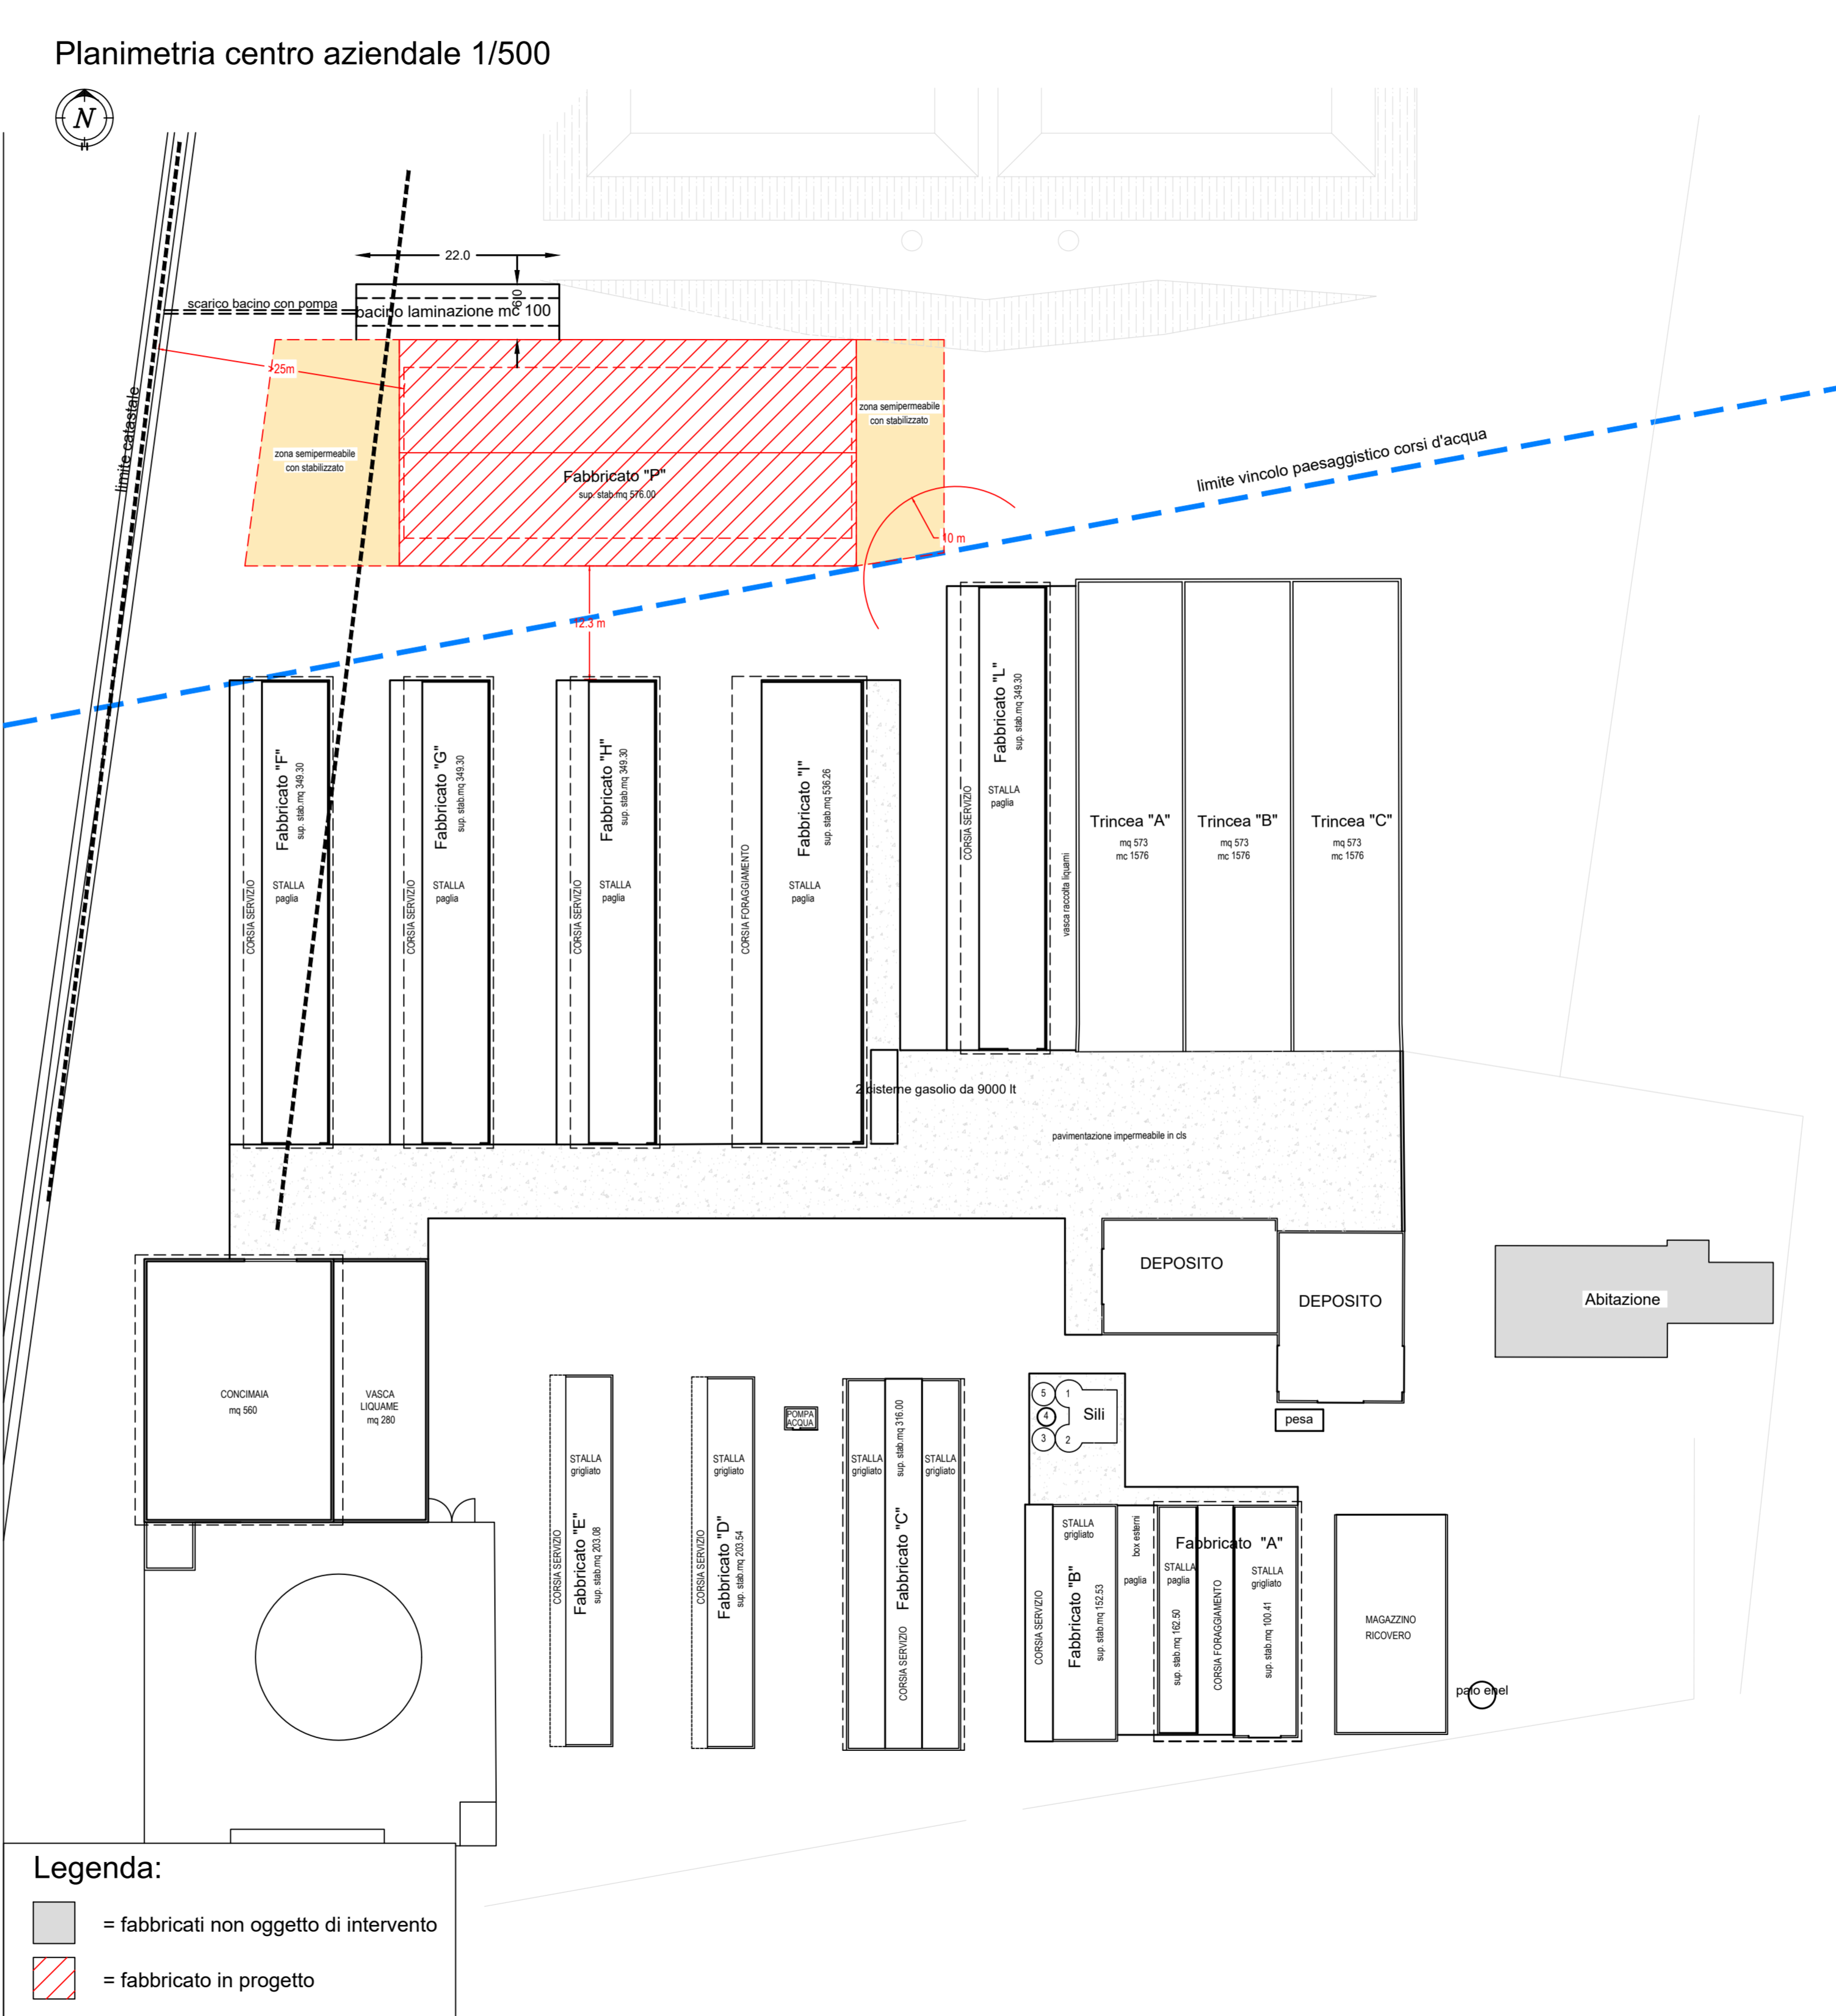 Planimetria centro aziendale 1/500
N
22.0
6.0
scarico bacino con pompa
bacino laminazione mc 100
>25m
limite catastale
zona semipermeabile
con stabilizzato
zona semipermeabile
con stabilizzato
Fabbricato "P"
sup. stab.mq 576.00
limite vincolo paesaggistico corsi d'acqua
10 m
12.3 m
Fabbricato "F"
sup. stab.mq 349.30
STALLA
paglia
CORSIA SERVIZIO
Fabbricato "G"
sup. stab.mq 349.30
STALLA
paglia
CORSIA SERVIZIO
Fabbricato "H"
sup. stab.mq 349.30
STALLA
paglia
CORSIA SERVIZIO
Fabbricato "I"
sup. stab.mq 536.26
STALLA
paglia
CORSIA FORAGGIAMENTO
Fabbricato "L"
sup. stab.mq 349.30
STALLA
paglia
CORSIA SERVIZIO
vasca raccolta liquami
Trincea "A"
mq 573
mc 1576
Trincea "B"
mq 573
mc 1576
Trincea "C"
mq 573
mc 1576
2 cisterne gasolio da 9000 lt
pavimentazione impermeabile in cls
DEPOSITO
DEPOSITO
Abitazione
CONCIMAIA
mq 560
VASCA
LIQUAME
mq 280
STALLA
grigliato
CORSIA SERVIZIO
Fabbricato "E"
sup. stab.mq 203.08
STALLA
grigliato
CORSIA SERVIZIO
Fabbricato "D"
sup. stab.mq 203.54
POMPA
ACQUA
STALLA
grigliato
sup. stab.mq 316.00
Fabbricato "C"
CORSIA SERVIZIO
STALLA
grigliato
5
1
4
3
2
Sili
pesa
STALLA
grigliato
CORSIA SERVIZIO
Fabbricato "B"
sup. stab.mq 152.53
box esterni
paglia
Fabbricato "A"
STALLA
paglia
sup. stab.mq 162.50
CORSIA FORAGGIAMENTO
STALLA
grigliato
sup. stab.mq 100.41
MAGAZZINO
RICOVERO
palo enel
Legenda:
= fabbricati non oggetto di intervento
= fabbricato in progetto